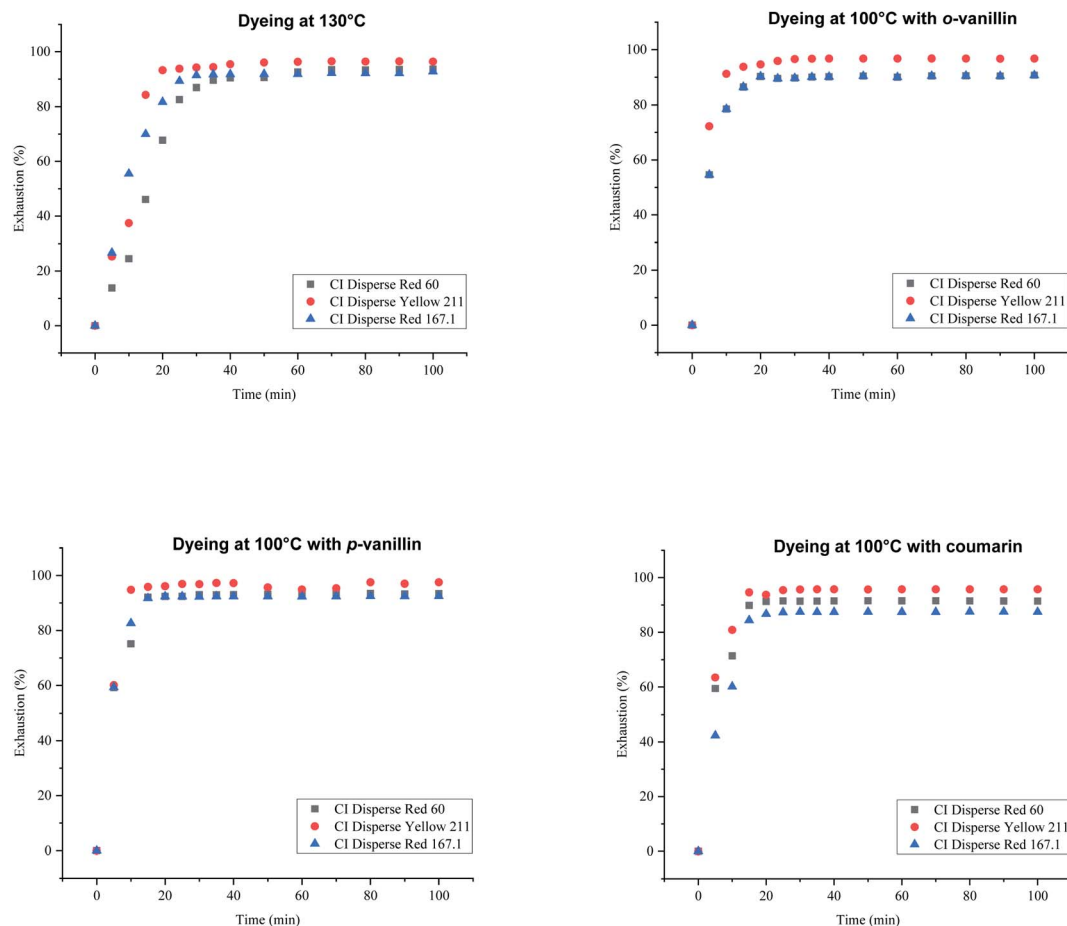 Dyeing at 130°C
100
80
60
40
20
0
Exhaustion (%)
0 20 40 60 80 100
Time (min)
CI Disperse Red 60
CI Disperse Yellow 211
CI Disperse Red 167.1
Dyeing at 100°C with o-vanillin
100
80
60
40
20
0
Exhaustion (%)
0 20 40 60 80 100
Time (min)
CI Disperse Red 60
CI Disperse Yellow 211
CI Disperse Red 167.1
Dyeing at 100°C with p-vanillin
100
80
60
40
20
0
Exhaustion (%)
0 20 40 60 80 100
Time (min)
CI Disperse Red 60
CI Disperse Yellow 211
CI Disperse Red 167.1
Dyeing at 100°C with coumarin
100
80
60
40
20
0
Exhaustion (%)
0 20 40 60 80 100
Time (min)
CI Disperse Red 60
CI Disperse Yellow 211
CI Disperse Red 167.1